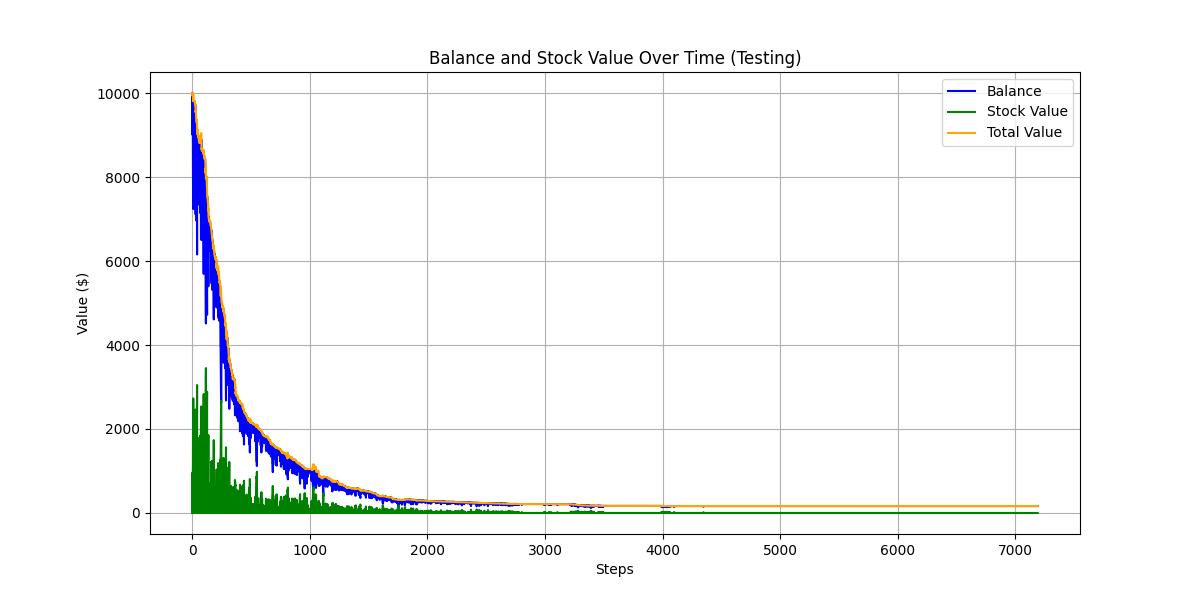 Balance and Stock Value Over Time (Testing)
Balance
Stock Value
Total Value
Value ($)
10000
8000
6000
4000
2000
0
0 1000 2000 3000 4000 5000 6000 7000
Steps